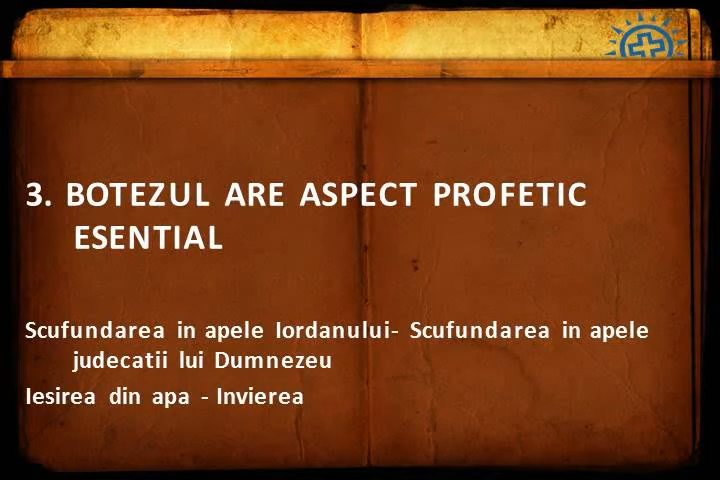 3. BOTEZUL ARE ASPECT PROFETIC
ESENTIAL
Scufundarea in apele Iordanului- Scufundarea in apele
judecatii lui Dumnezeu
Iesirea din apa - Invierea